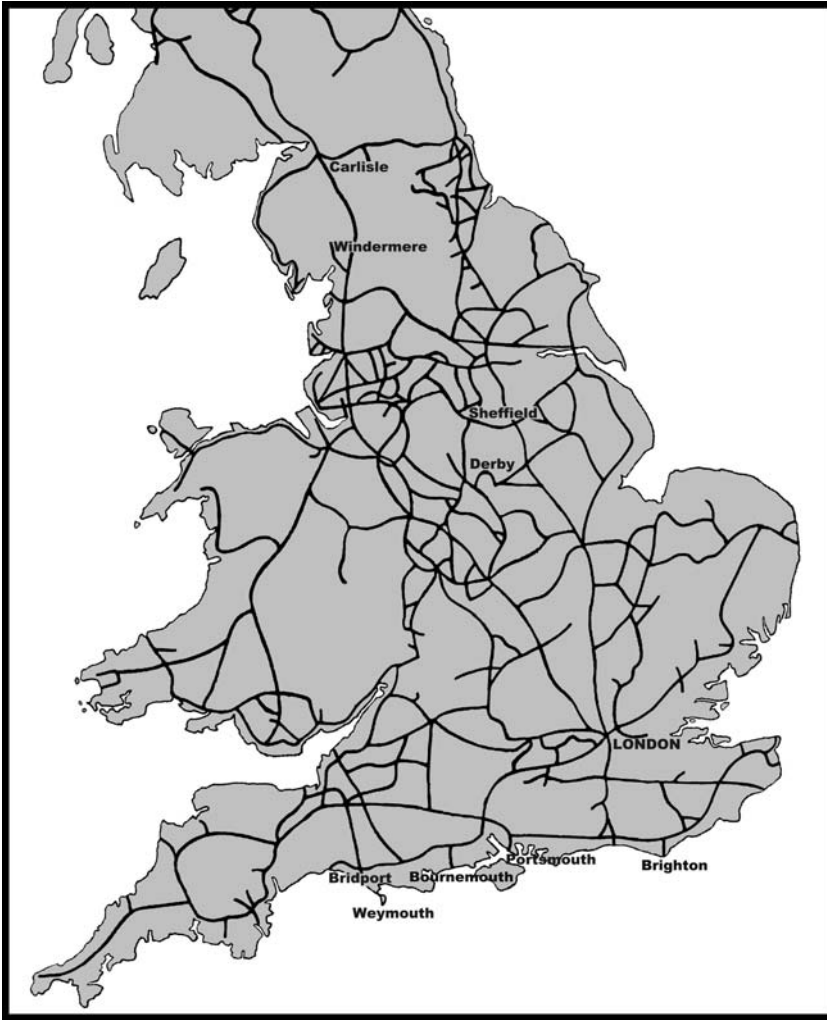 Carlisle
Windermere
Sheffield
Derby
LONDON
Portsmouth
Brighton
Bridport
Bournemouth
Weymouth